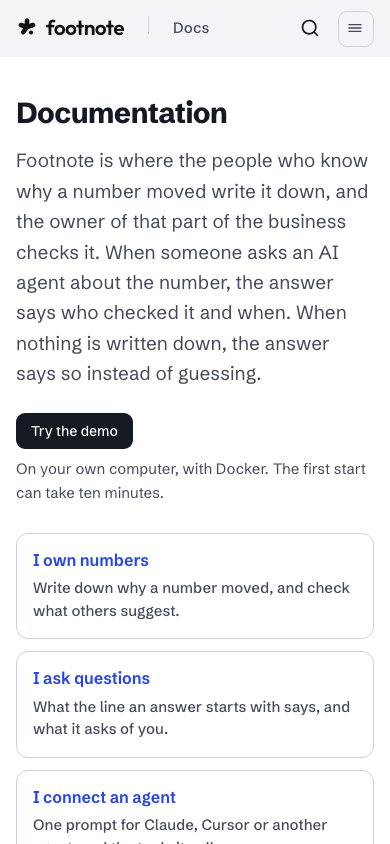 footnote
Docs
Documentation
Footnote is where the people who know
why a number moved write it down, and
the owner of that part of the business
checks it. When someone asks an AI
agent about the number, the answer
says who checked it and when. When
nothing is written down, the answer
says so instead of guessing.
Try the demo
On your own computer, with Docker. The first start
can take ten minutes.
I own numbers
Write down why a number moved, and check
what others suggest.
I ask questions
What the line an answer starts with says, and
what it asks of you.
I connect an agent
One prompt for Claude, Cursor or another